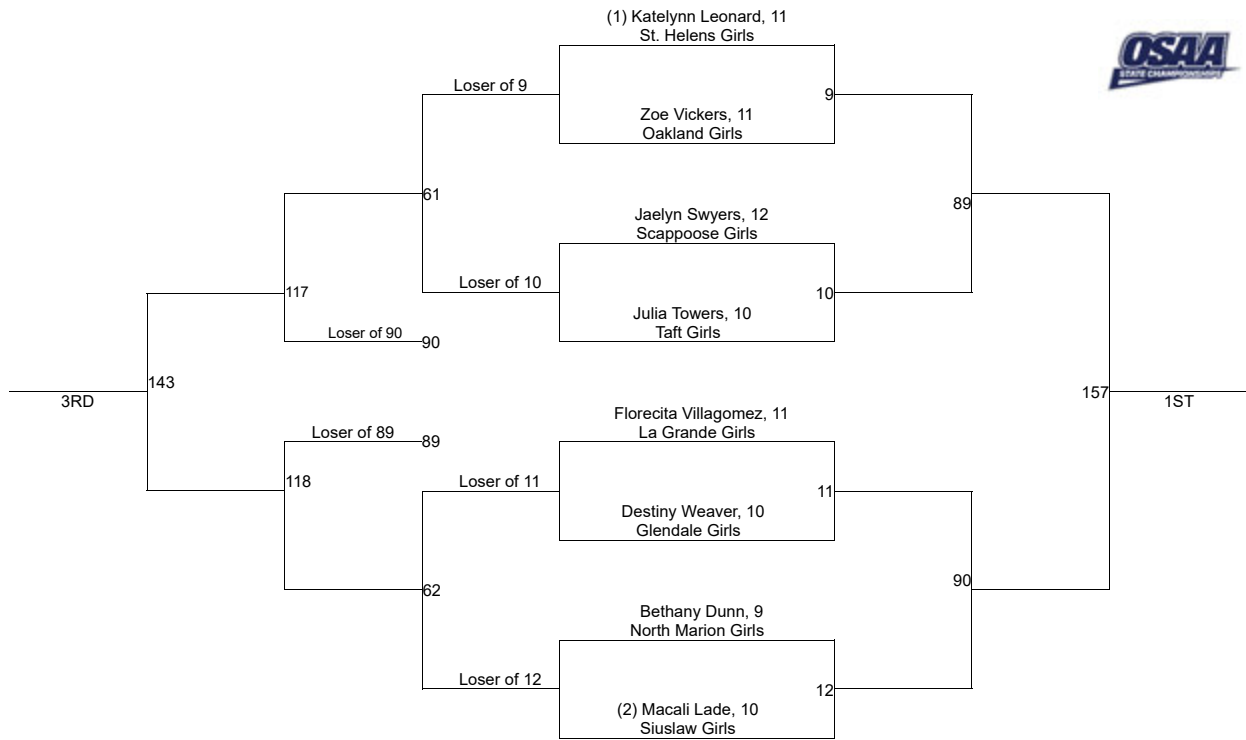 (1) Katelynn Leonard, 11
St. Helens Girls
OSAA
STATE CHAMPIONSHIPS
Loser of 9
9
Zoe Vickers, 11
Oakland Girls
61
89
Jaelyn Swyers, 12
Scappoose Girls
Loser of 10
10
117
Julia Towers, 10
Taft Girls
Loser of 90
90
143
3RD
157
1ST
Florecita Villagomez, 11
La Grande Girls
Loser of 89
89
118
Loser of 11
11
Destiny Weaver, 10
Glendale Girls
62
90
Bethany Dunn, 9
North Marion Girls
Loser of 12
12
(2) Macali Lade, 10
Siuslaw Girls